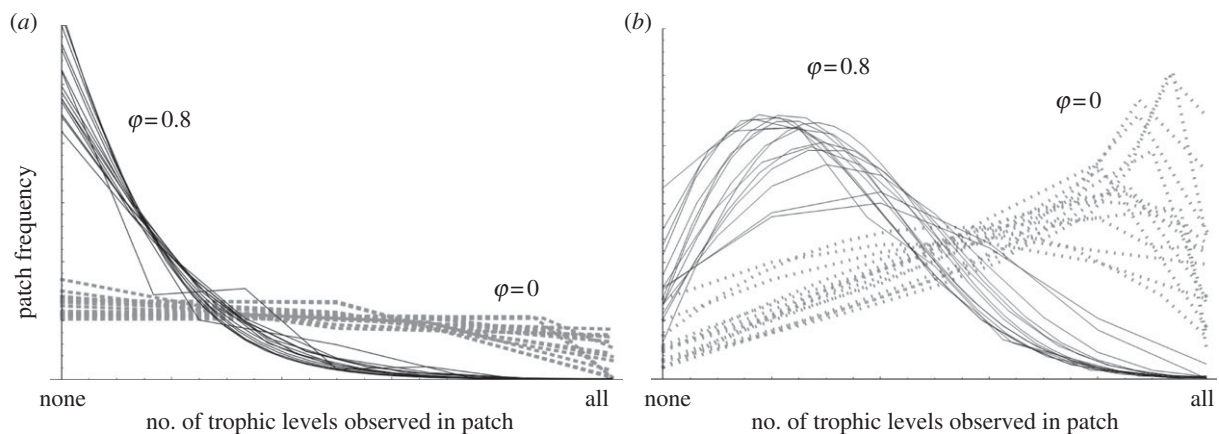 (a)
φ=0.8
φ=0
patch frequency
none
all
no. of trophic levels observed in patch
(b)
φ=0.8
φ=0
none
all
no. of trophic levels observed in patch